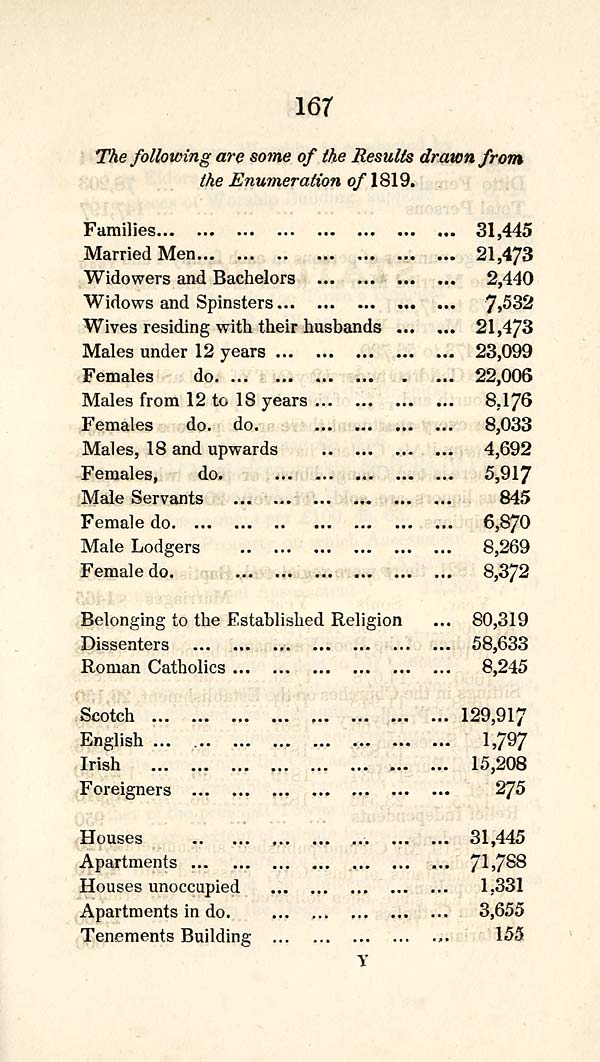 167
The following are some of the Results drawn from
the Enumeration of 1819.
Families... ... ... ... ... ... ... ... 31,445
Married Men... ... .. ... ... ... ... 21,473
Widowers and Bachelors ... ... ... ... 2,440
Widows and Spinsters ... ... ... ... ... 7,532
Wives residing with their husbands ... ... 21,473
Males under 12 years ... ... ... ... ... 23,099
Females do. ... ... ... ... . ... 22,006
Males from 12 to 18 years ... ... ... ... 8,176
Females do. do. ... ... ... ... 8,033
Males, 18 and upwards .. ... ... ... 4,692
Females, do. ... ... ... ... ... 5,917
Male Servants ... ... ... ... ... ... 845
Female do. ... ... .. ... ... ... ... 6,870
Male Lodgers .. ... ... ... ... ... 8,269
Female do. ... ... ... ... ... ... 8,372
Belonging to the Established Religion ... 80,319
Dissenters ... ... ... ... ... ... ... 58,633
Roman Catholics ... ... ... ... ... ... 8,245
Scotch ... ... ... ... ... ... ... ... 129,917
English ... ... ... ... ... ... ... ... 1,797
Irish ... ... ... ... ... ... ... ... 15,208
Foreigners ... ... ... ... ... ... ... 275
Houses .. ... ... ... ... ... ... 31,445
Apartments ... ... ... ... ... ... ... 71,788
Houses unoccupied ... ... ... ... ... 1,331
Apartments in do. ... ... ... ... ... 3,655
Tenements Building ... ... ... ... ... 155
Y